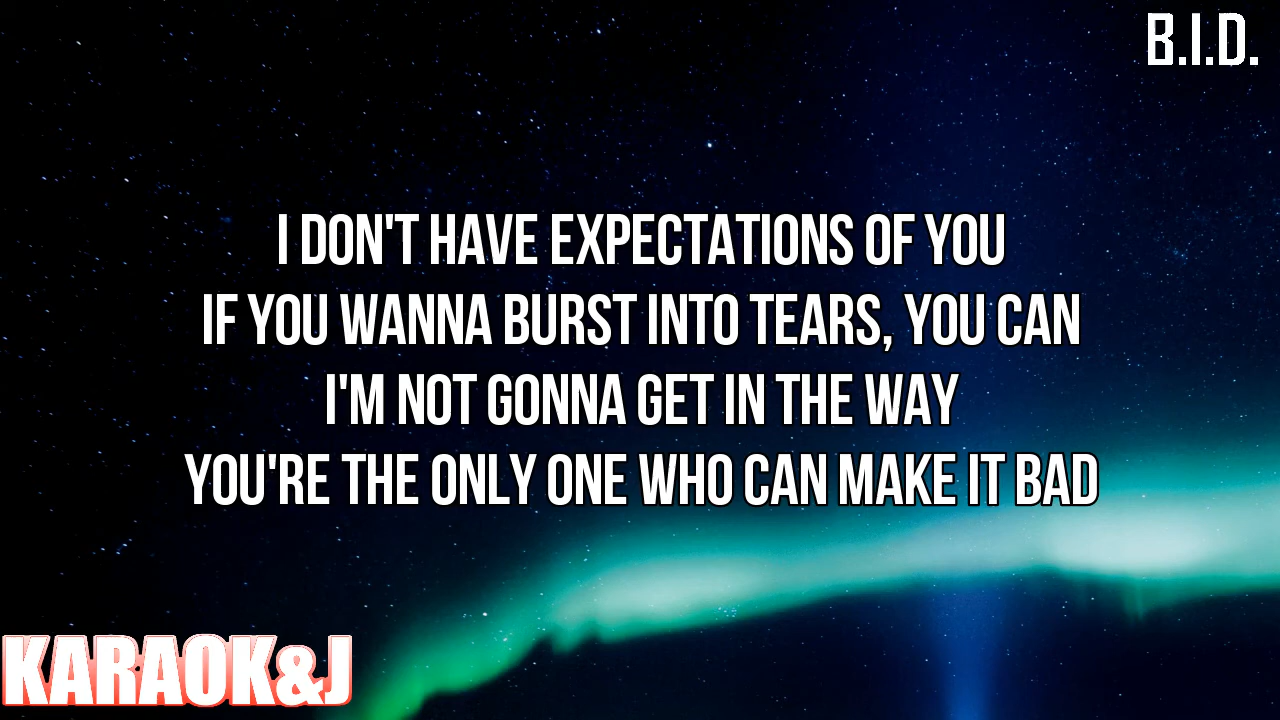 B.I.D.
I DON'T HAVE EXPECTATIONS OF YOU
IF YOU WANNA BURST INTO TEARS, YOU CAN
I'M NOT GONNA GET IN THE WAY
YOU'RE THE ONLY ONE WHO CAN MAKE IT BAD
KARAOK&J